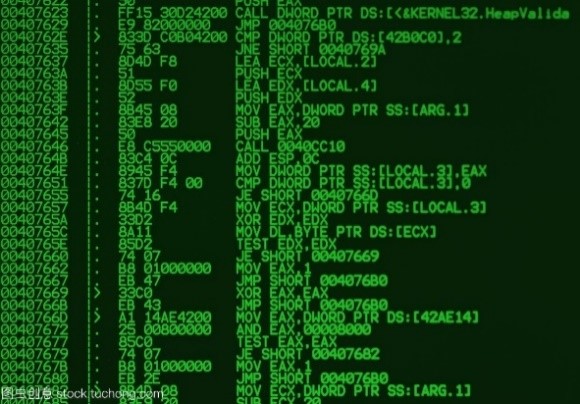 00407622 . 50 PUSH EAX
00407623 . FF15 30D24200 CALL DWORD PTR DS:[<&KERNEL32.HeapValida
00407629 . E9 82000000 JMP 004076B0
0040762E > 833D C0B04200 CMP DWORD PTR DS:[42B0C0],2
00407635 . 75 63 JNE SHORT 0040769A
00407637 . 8D4D F8 LEA ECX,[LOCAL.2]
0040763A . 51 PUSH ECX
0040763B . 8D55 F0 LEA EDX,[LOCAL.4]
0040763E . 52 PUSH EDX
0040763F . 8B45 08 MOV EAX,DWORD PTR SS:[ARG.1]
00407642 . 83E8 20 SUB EAX,20
00407645 . 50 PUSH EAX
00407646 . E8 C5550000 CALL 0040CC10
0040764B . 83C4 0C ADD ESP,0C
0040764E . 8945 F4 MOV DWORD PTR SS:[LOCAL.3],EAX
00407651 . 837D F4 00 CMP DWORD PTR SS:[LOCAL.3],0
00407655 . 74 16 JE SHORT 0040766D
00407657 . 8B4D F4 MOV ECX,DWORD PTR SS:[LOCAL.3]
0040765A . 33D2 XOR EDX,EDX
0040765C . 8A11 MOV DL,BYTE PTR DS:[ECX]
0040765E . 85D2 TEST EDX,EDX
00407660 . 74 07 JE SHORT 00407669
00407662 . B8 01000000 MOV EAX,1
00407667 . EB 47 JMP SHORT 004076B0
00407669 > 33C0 XOR EAX,EAX
0040766B . EB 43 JMP SHORT 004076B0
0040766D > A1 14AE4200 MOV EAX,DWORD PTR DS:[42AE14]
00407672 . 25 00800000 AND EAX,00008000
00407677 . 85C0 TEST EAX,EAX
00407679 . 74 07 JE SHORT 00407682
0040767B . B8 01000000 MOV EAX,1
EB 2E JMP SHORT 004076B0
图虫创意 stock.tuchong.com
> 08 MOV ECX,DWORD PTR SS:[ARG.1]
SUB ECX,20